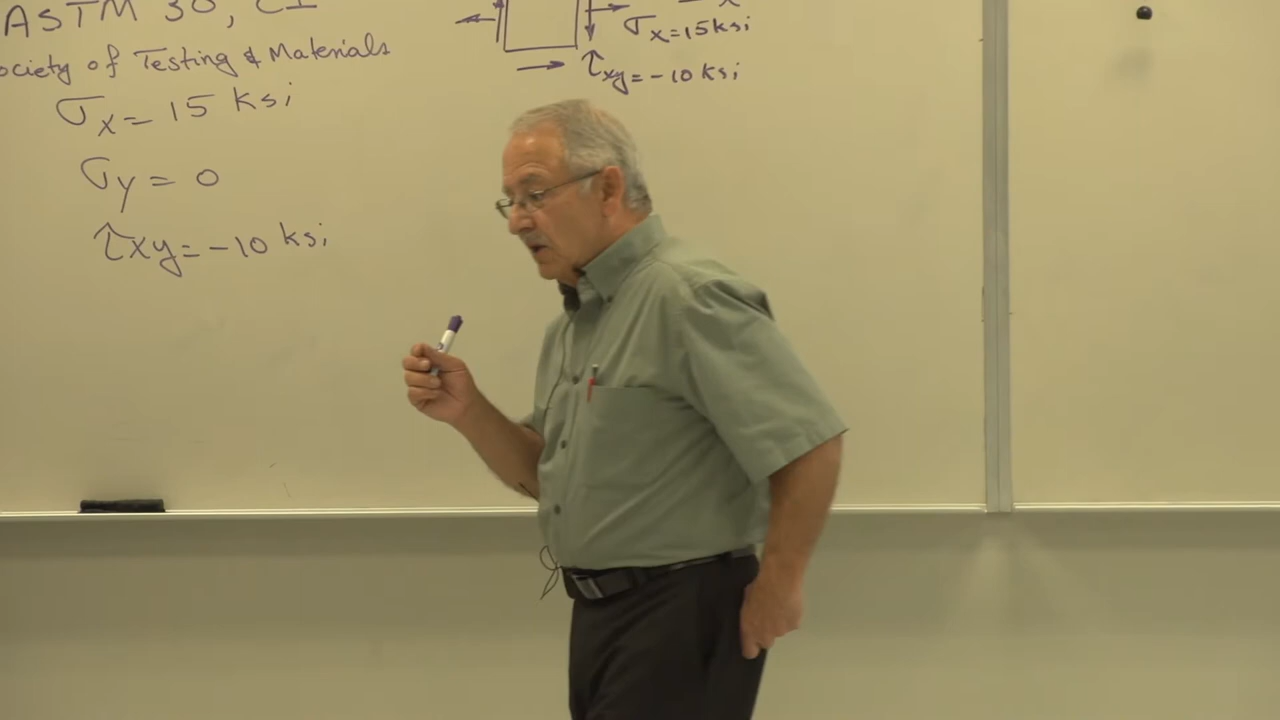 ASTM 30, CI
ociety of Testing & Materials
σx = 15 ksi
σy = 0
τxy = -10 ksi
x
σx=15 ksi
τxy=-10 ksi